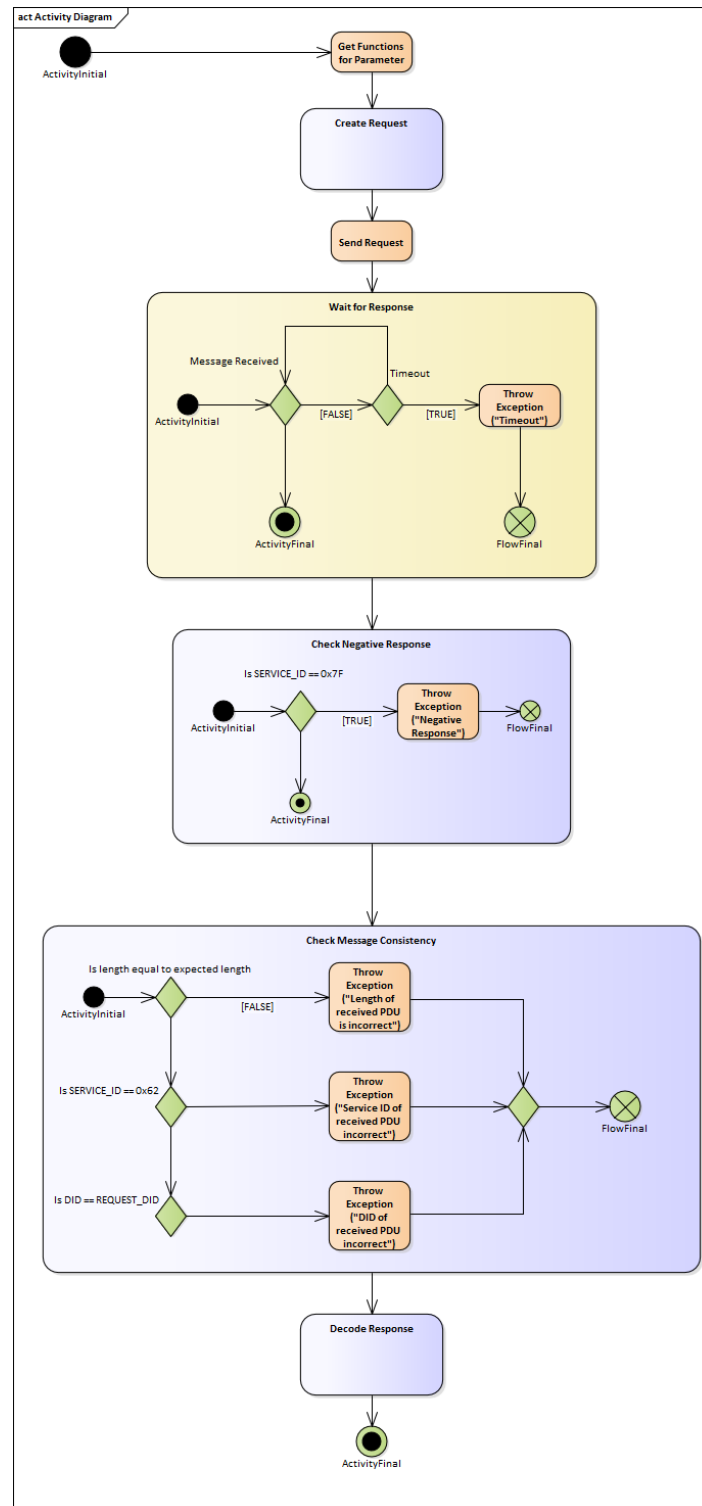 act Activity Diagram
ActivityInitial
Get Functions
for Parameter
Create Request
Send Request
Wait for Response
Message Received
Timeout
ActivityInitial
[FALSE]
[TRUE]
Throw
Exception
("Timeout")
ActivityFinal
FlowFinal
Check Negative Response
Is SERVICE_ID == 0x7F
ActivityInitial
[TRUE]
Throw
Exception
("Negative
Response")
FlowFinal
ActivityFinal
Check Message Consistency
Is length equal to expected length
ActivityInitial
[FALSE]
Throw
Exception
("Length of
received PDU
is incorrect")
Is SERVICE_ID == 0x62
Throw
Exception
("Service ID of
received PDU
incorrect")
FlowFinal
Is DID == REQUEST_DID
Throw
Exception
("DID of
received PDU
incorrect")
Decode Response
ActivityFinal